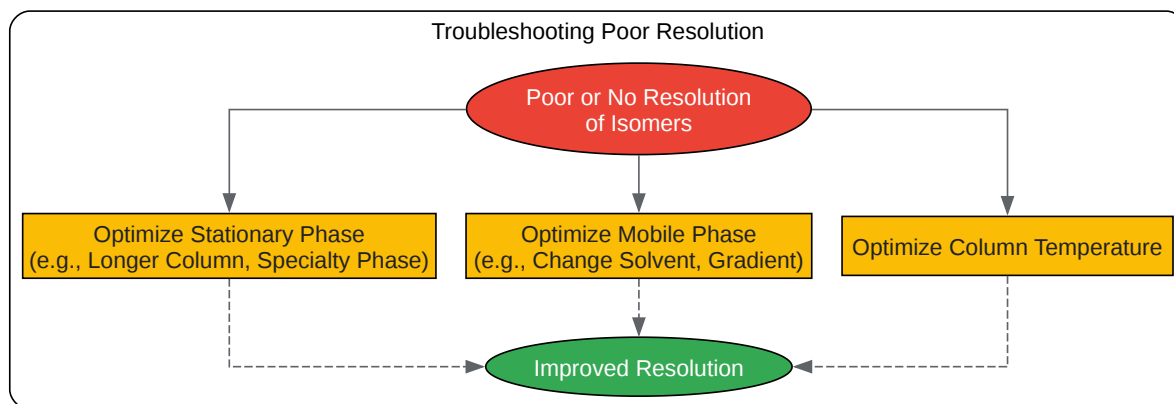 Troubleshooting Poor Resolution
Poor or No Resolution
of Isomers
Optimize Stationary Phase
(e.g., Longer Column, Specialty Phase)
Optimize Mobile Phase
(e.g., Change Solvent, Gradient)
Optimize Column Temperature
Improved Resolution